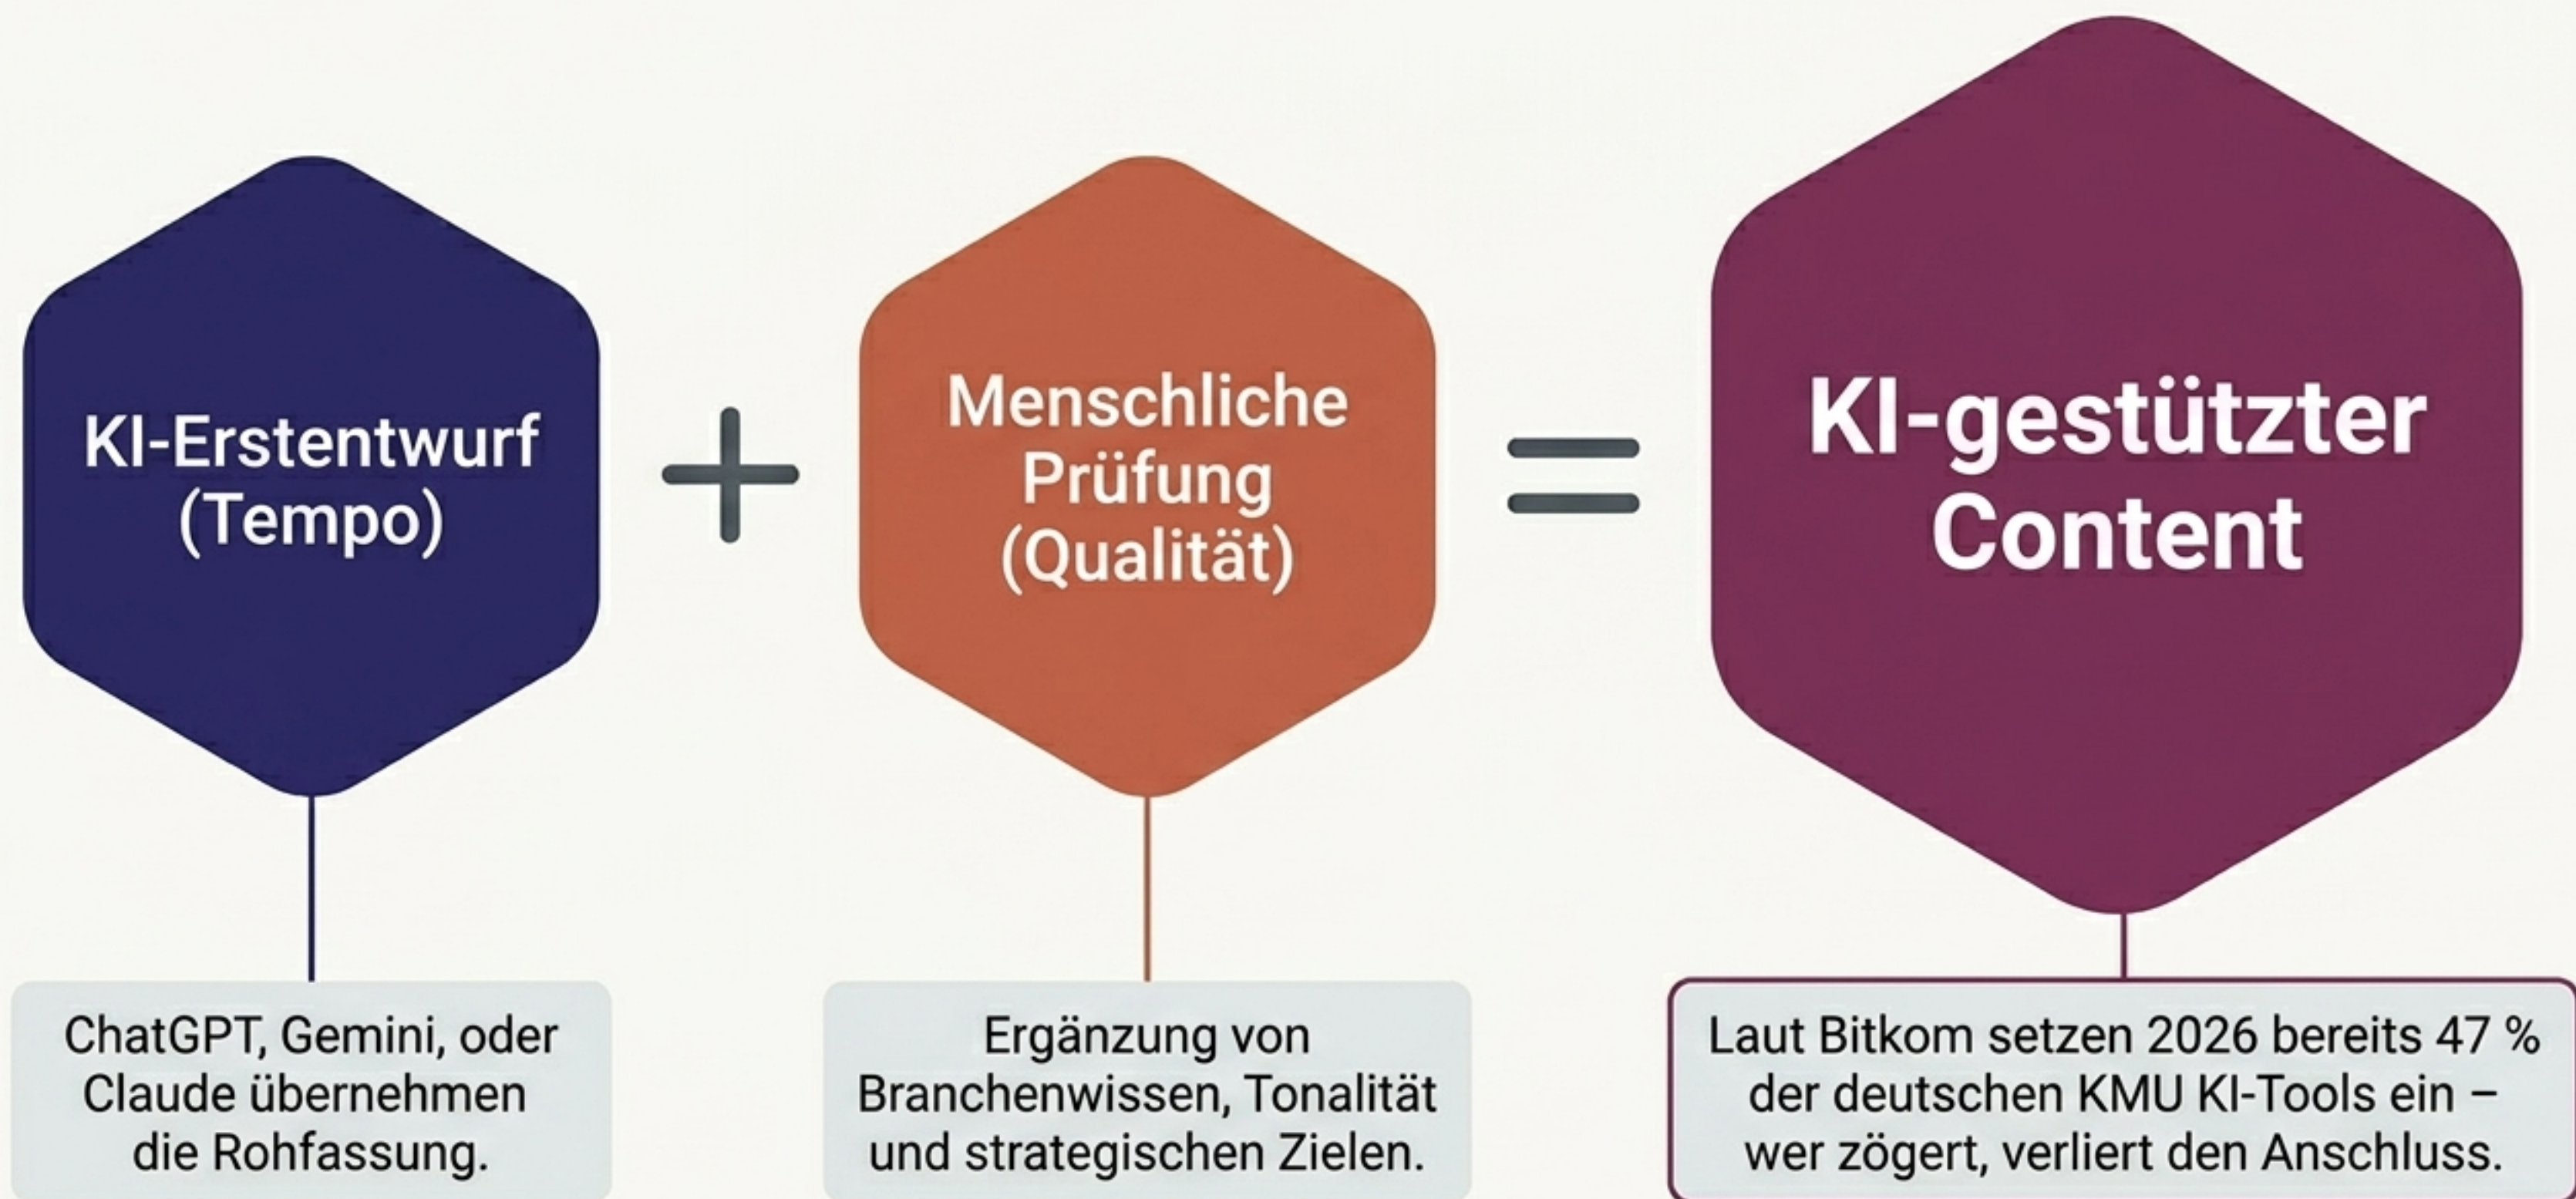 KI-Erstentwurf
(Tempo)
+
Menschliche
Prüfung
(Qualität)
=
KI-gestützter
Content
ChatGPT, Gemini, oder
Claude übernehmen
die Rohfassung.
Ergänzung von
Branchenwissen, Tonalität
und strategischen Zielen.
Laut Bitkom setzen 2026 bereits 47 %
der deutschen KMU KI-Tools ein –
wer zögert, verliert den Anschluss.